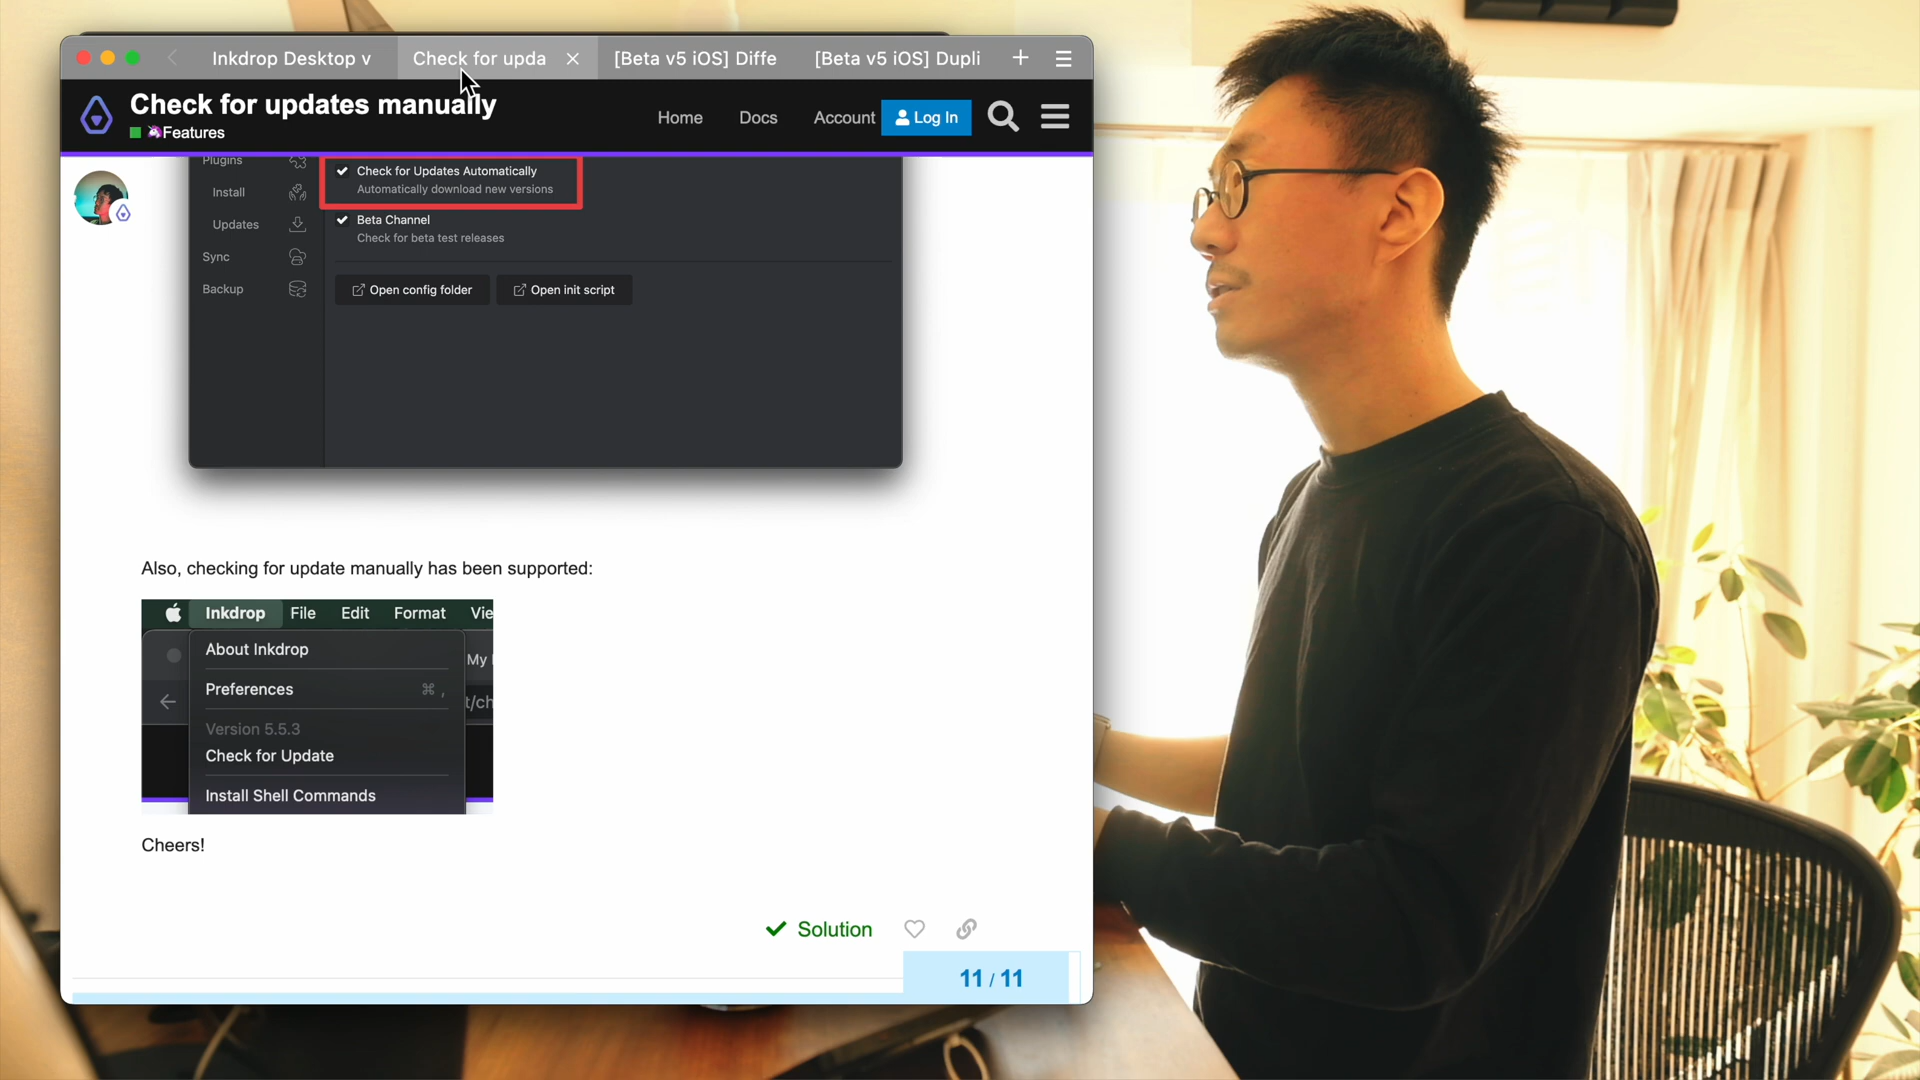 Inkdrop Desktop v
Check for upda
[Beta v5 iOS] Diffe
[Beta v5 iOS] Dupli
Check for updates manually
Features
Home
Docs
Account
Log In
Plugins
Install
Updates
Sync
Backup
Check for Updates Automatically
Automatically download new versions
Beta Channel
Check for beta test releases
Open config folder
Open init script
Also, checking for update manually has been supported:
Inkdrop File Edit Format Vie
About Inkdrop
My
Preferences ⌘ ,
t/ch
Version 5.5.3
Check for Update
Install Shell Commands
Cheers!
Solution
11 / 11